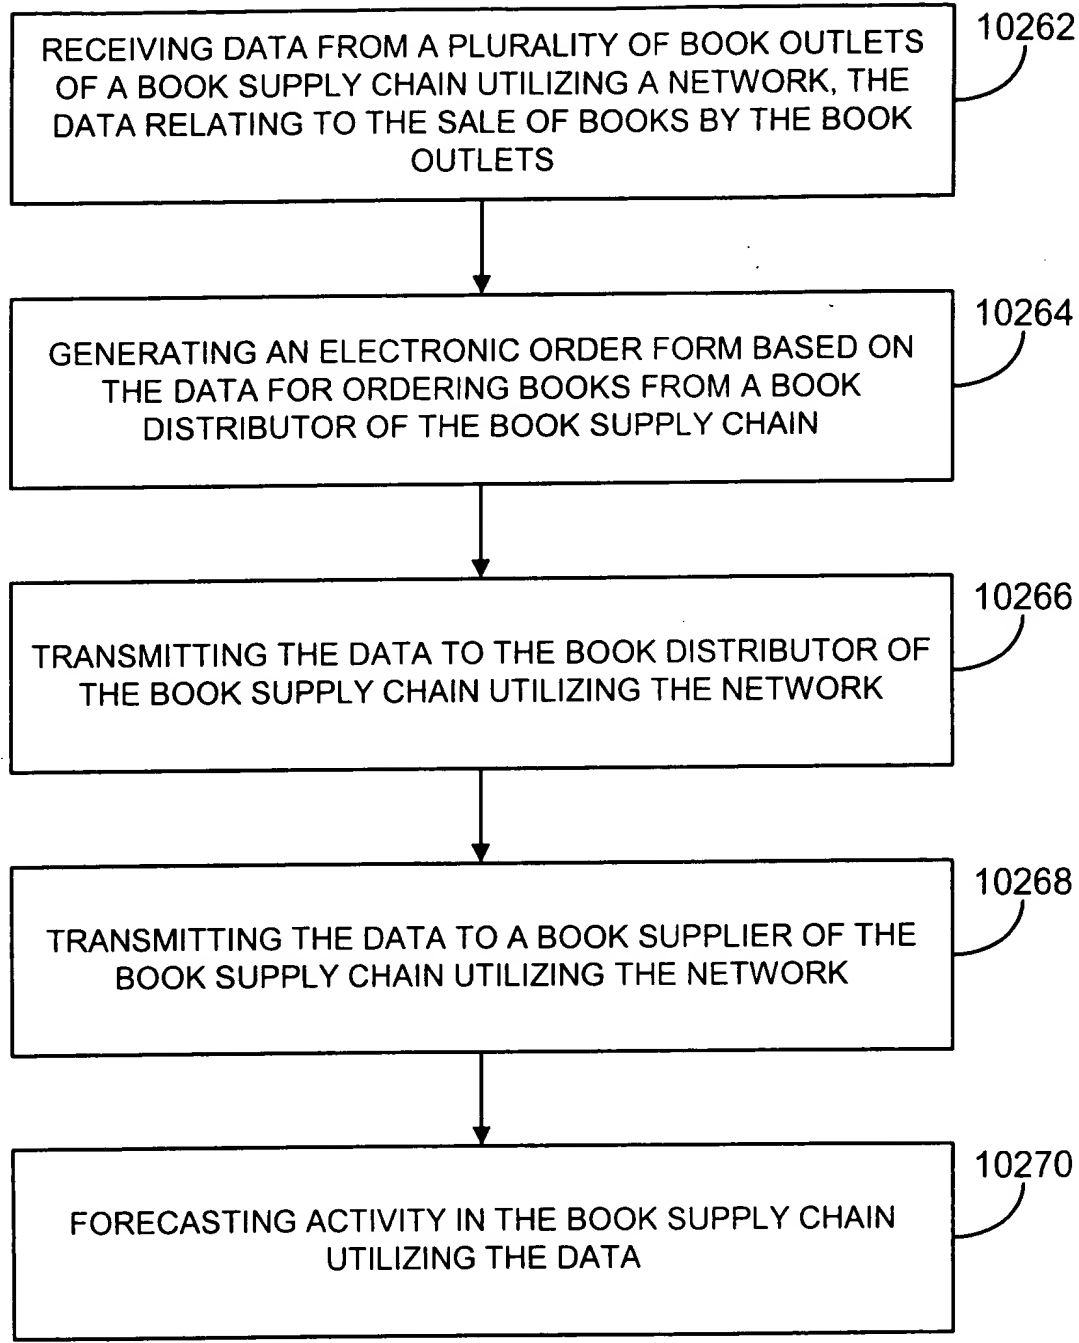 RECEIVING DATA FROM A PLURALITY OF BOOK OUTLETS
OF A BOOK SUPPLY CHAIN UTILIZING A NETWORK, THE
DATA RELATING TO THE SALE OF BOOKS BY THE BOOK
OUTLETS
10262
GENERATING AN ELECTRONIC ORDER FORM BASED ON
THE DATA FOR ORDERING BOOKS FROM A BOOK
DISTRIBUTOR OF THE BOOK SUPPLY CHAIN
10264
TRANSMITTING THE DATA TO THE BOOK DISTRIBUTOR OF
THE BOOK SUPPLY CHAIN UTILIZING THE NETWORK
10266
TRANSMITTING THE DATA TO A BOOK SUPPLIER OF THE
BOOK SUPPLY CHAIN UTILIZING THE NETWORK
10268
FORECASTING ACTIVITY IN THE BOOK SUPPLY CHAIN
UTILIZING THE DATA
10270